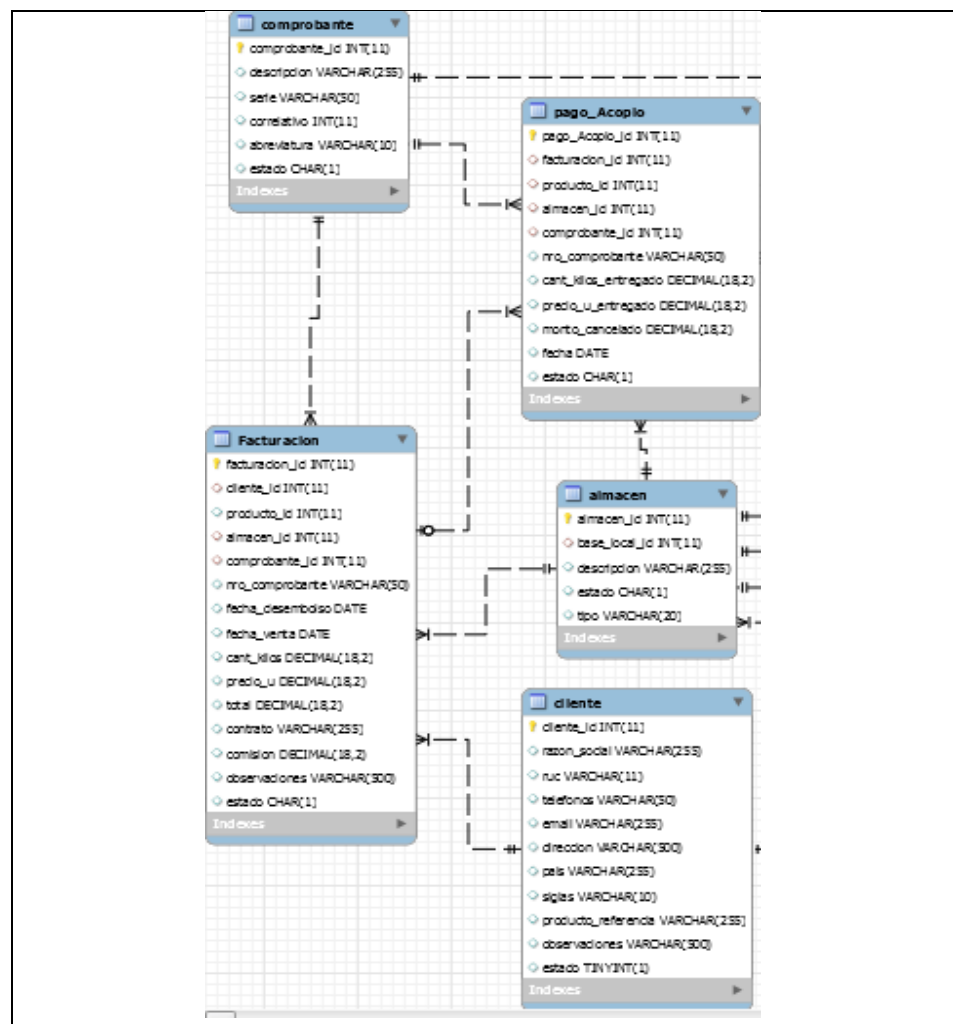 comprobante
comprobante_id INT(11)
descripcion VARCHAR(255)
serie VARCHAR(50)
correlativo INT(11)
abreviatura VARCHAR(10)
estado CHAR(1)
Indexes
pago_Acopio
pago_Acopio_id INT(11)
facturacion_id INT(11)
producto_id INT(11)
almacen_id INT(11)
comprobante_id INT(11)
nro_comprobante VARCHAR(50)
cant_kilos_entregado DECIMAL(18,2)
precio_u_entregado DECIMAL(18,2)
monto_cancelado DECIMAL(18,2)
fecha DATE
estado CHAR(1)
Indexes
Facturacion
facturacion_id INT(11)
cliente_id INT(11)
producto_id INT(11)
almacen_id INT(11)
comprobante_id INT(11)
nro_comprobante VARCHAR(50)
fecha_desembolso DATE
fecha_venta DATE
cant_kilos DECIMAL(18,2)
precio_u DECIMAL(18,2)
total DECIMAL(18,2)
contrato VARCHAR(255)
comision DECIMAL(18,2)
observaciones VARCHAR(500)
estado CHAR(1)
Indexes
almacen
almacen_id INT(11)
base_local_id INT(11)
descripcion VARCHAR(255)
estado CHAR(1)
tipo VARCHAR(20)
Indexes
cliente
cliente_id INT(11)
razon_social VARCHAR(255)
ruc VARCHAR(11)
telefonos VARCHAR(50)
email VARCHAR(255)
direccion VARCHAR(500)
pais VARCHAR(255)
siglas VARCHAR(10)
producto_referencia VARCHAR(255)
observaciones VARCHAR(500)
estado TINYINT(1)
Indexes